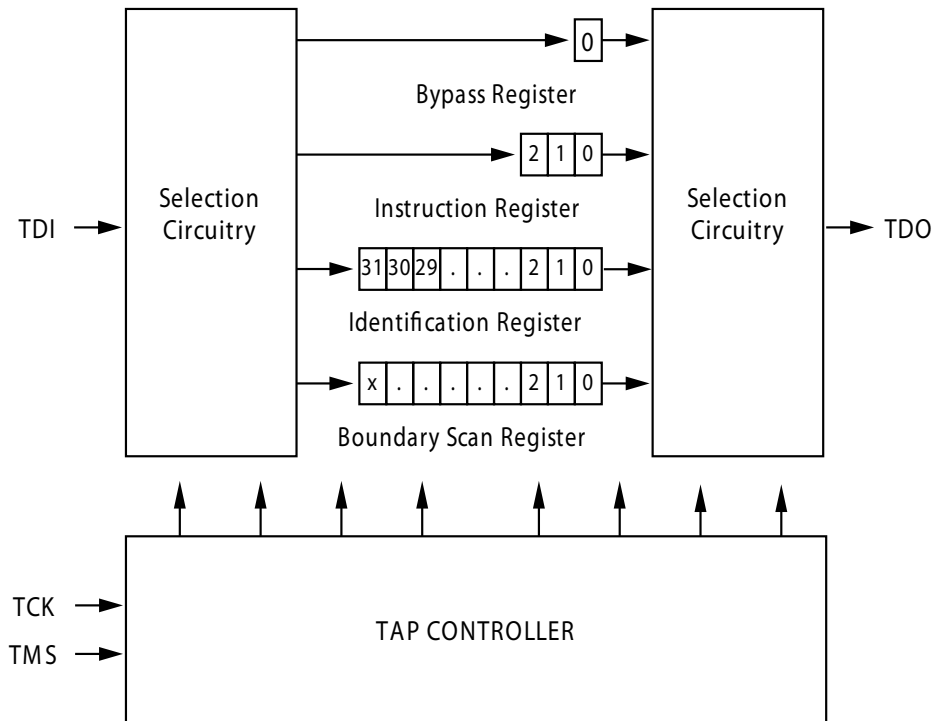 0
Bypass Register
2 1 0
Selection
Circuitry
Selection
Circuitry
Instruction Register
TDI
TDO
31 30 29 . . . 2 1 0
Identification Register
x . . . . . 2 1 0
Boundary Scan Register
TCK
TAP CONTROLLER
TMS